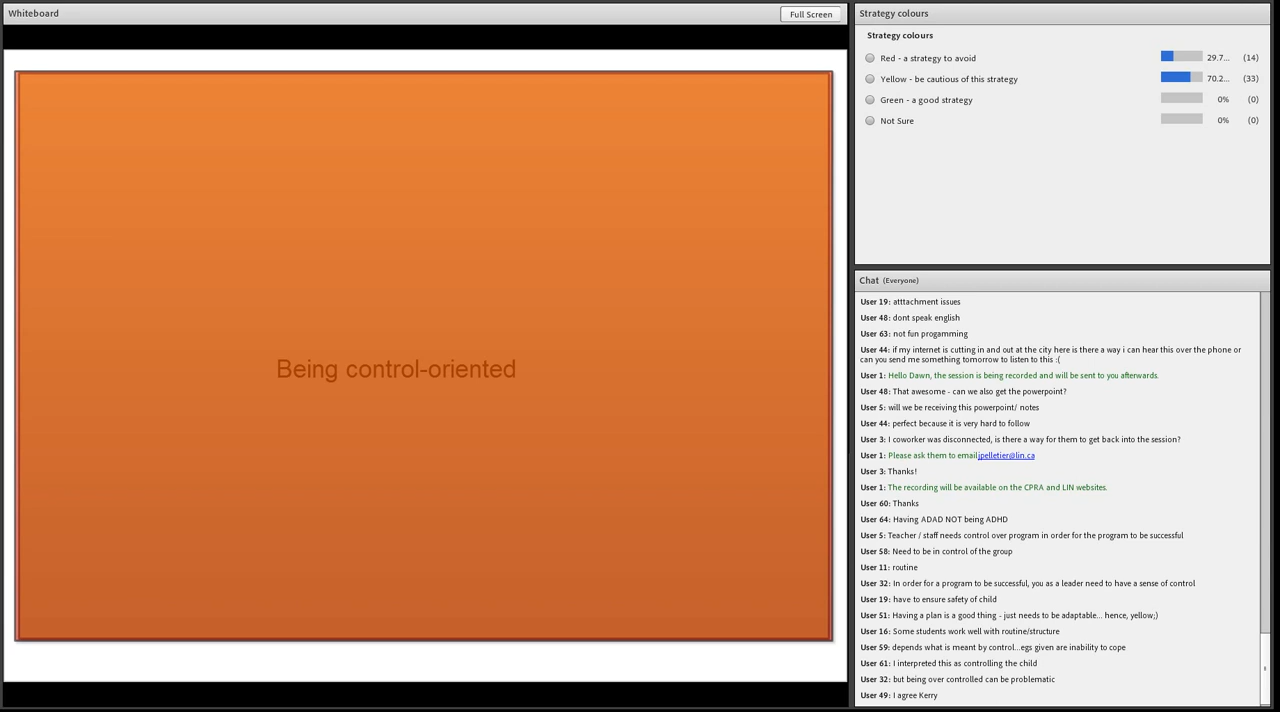 Whiteboard
Full Screen
Being control-oriented
Strategy colours
Strategy colours
Red - a strategy to avoid 29.7... (14)
Yellow - be cautious of this strategy 70.2... (33)
Green - a good strategy 0% (0)
Not Sure 0% (0)
Chat (Everyone)
User 19: atttachment issues
User 48: dont speak english
User 63: not fun progamming
User 44: if my internet is cutting in and out at the city here is there a way i can hear this over the phone or
can you send me something tomorrow to listen to this :(
User 1: Hello Dawn, the session is being recorded and will be sent to you afterwards.
User 48: That awesome - can we also get the powerpoint?
User 5: will we be receiving this powerpoint/ notes
User 44: perfect because it is very hard to follow
User 3: I coworker was disconnected, is there a way for them to get back into the session?
User 1: Please ask them to emailjpelletier@lin.ca
User 3: Thanks!
User 1: The recording will be available on the CPRA and LIN websites.
User 60: Thanks
User 64: Having ADAD NOT being ADHD
User 5: Teacher / staff needs control over program in order for the program to be successful
User 58: Need to be in control of the group
User 11: routine
User 32: In order for a program to be successful, you as a leader need to have a sense of control
User 19: have to ensure safety of child
User 51: Having a plan is a good thing - just needs to be adaptable... hence, yellow;)
User 16: Some students work well with routine/structure
User 59: depends what is meant by control...egs given are inability to cope
User 61: I interpreted this as controlling the child
User 32: but being over controlled can be problematic
User 49: I agree Kerry